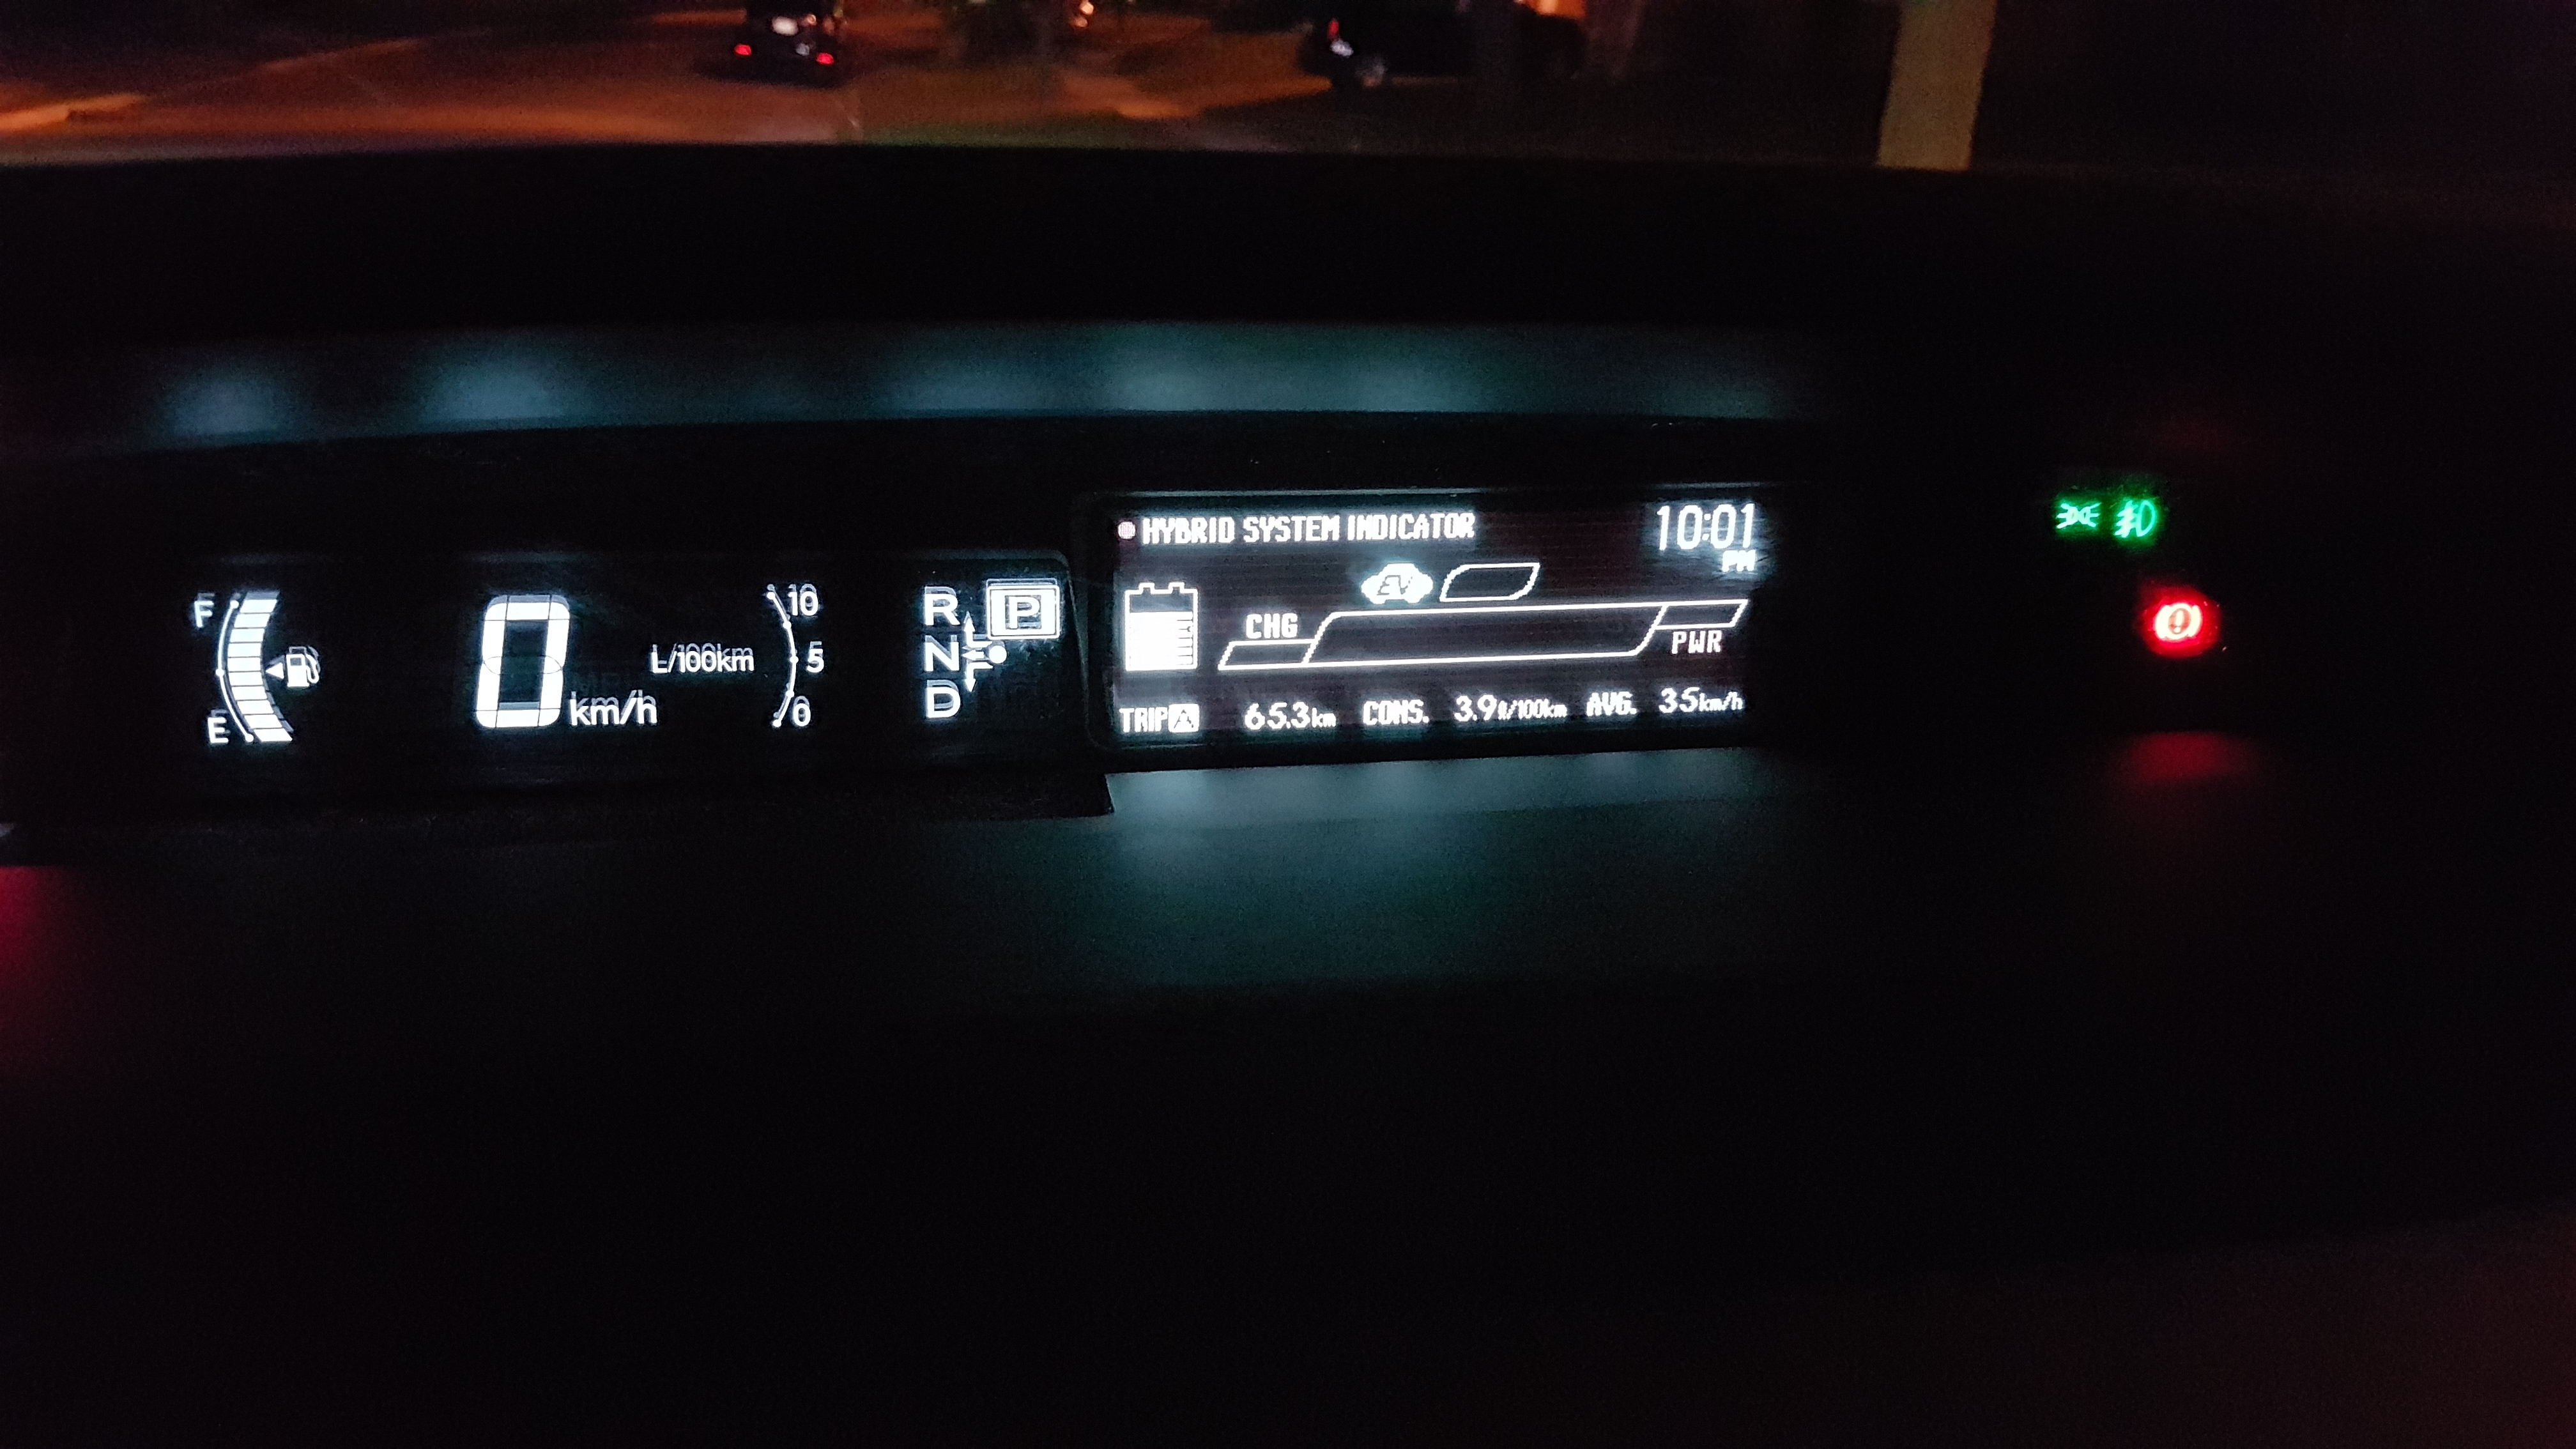 HYBRID SYSTEM INDICATOR
10:01
PM
EV
CHG
PWR
TRIP A 65.3km CONS. 3.9ℓ/100km AVG. 35km/h
F
E
0 km/h
L/100km
10
5
0
R
P
N
D